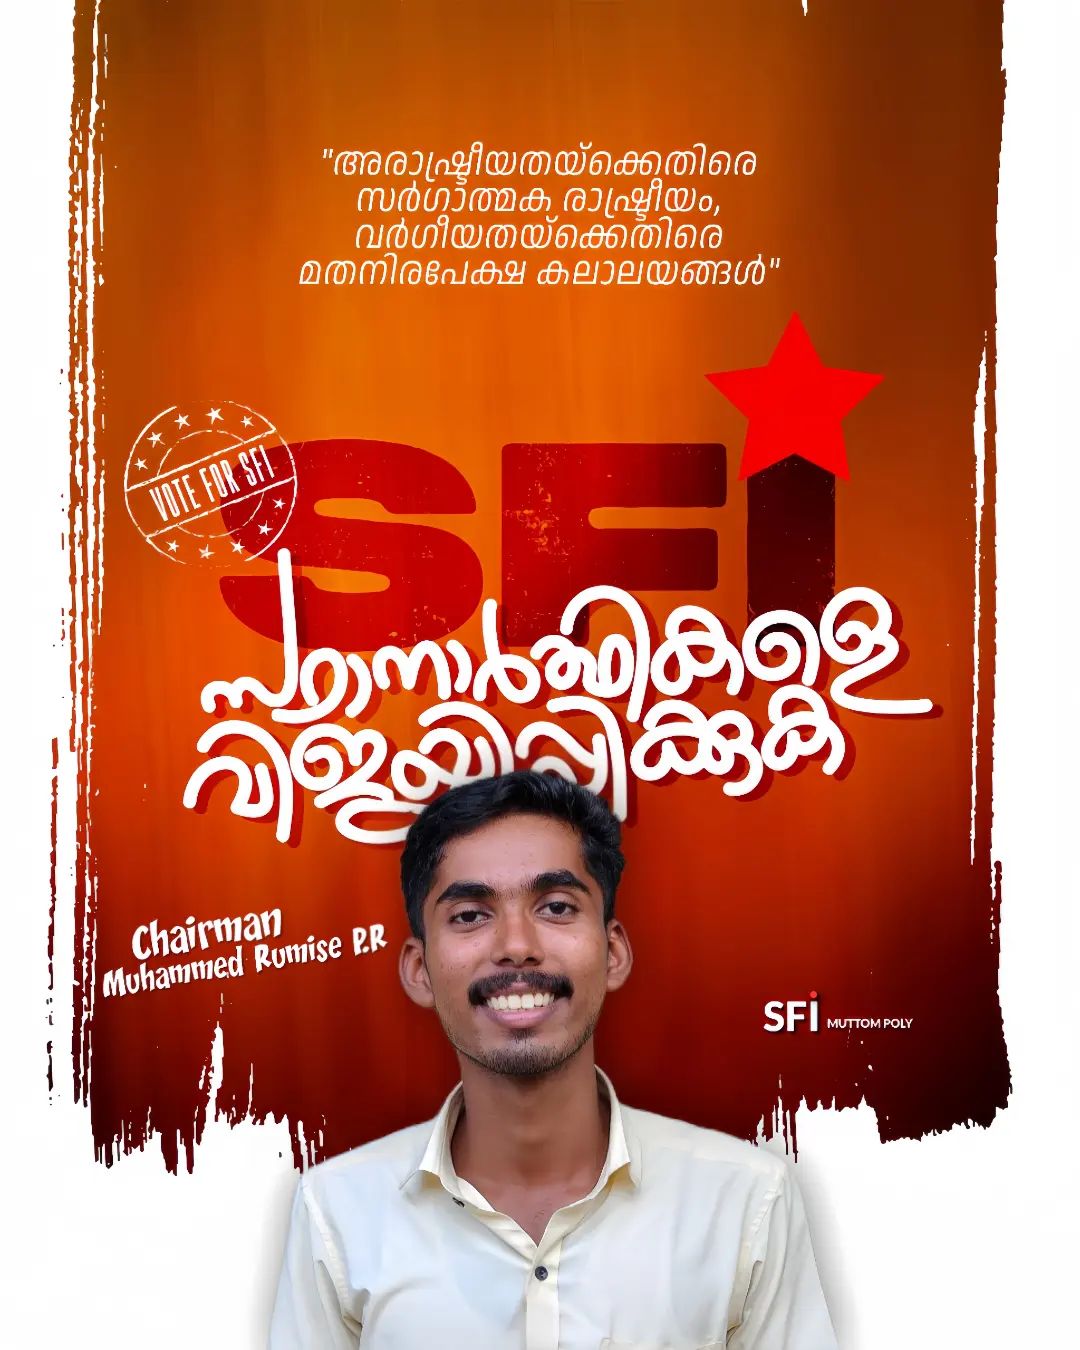 "അരാഷ്ട്രീയതയ്ക്കെതിരെ
സർഗാത്മക രാഷ്ട്രീയം,
വർഗീയതയ്ക്കെതിരെ
മതനിരപേക്ഷ കലാലയങ്ങൾ"
VOTE FOR SFI
SFI
സ്ഥാനാർത്ഥികളെ
വിജയിപ്പിക്കുക
Chairman
Muhammed Rumise P.R
SFI MUTTOM POLY